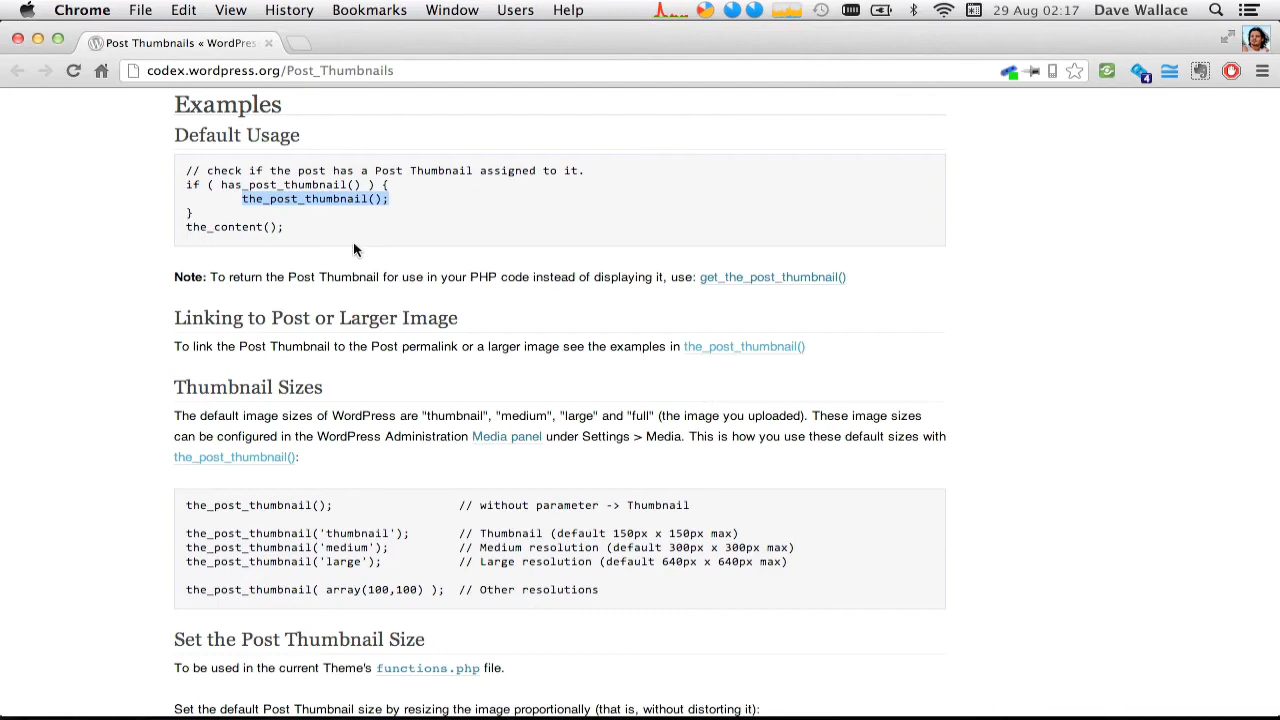 Chrome File Edit View History Bookmarks Window Users Help 29 Aug 02:17 Dave Wallace
Post Thumbnails « WordPres
codex.wordpress.org/Post_Thumbnails
4
Examples
Default Usage
// check if the post has a Post Thumbnail assigned to it.
if ( has_post_thumbnail() ) {
the_post_thumbnail();
}
the_content();
Note: To return the Post Thumbnail for use in your PHP code instead of displaying it, use: get_the_post_thumbnail()
Linking to Post or Larger Image
To link the Post Thumbnail to the Post permalink or a larger image see the examples in the_post_thumbnail()
Thumbnail Sizes
The default image sizes of WordPress are "thumbnail", "medium", "large" and "full" (the image you uploaded). These image sizes
can be configured in the WordPress Administration Media panel under Settings > Media. This is how you use these default sizes with
the_post_thumbnail():
the_post_thumbnail(); // without parameter -> Thumbnail
the_post_thumbnail('thumbnail'); // Thumbnail (default 150px x 150px max)
the_post_thumbnail('medium'); // Medium resolution (default 300px x 300px max)
the_post_thumbnail('large'); // Large resolution (default 640px x 640px max)
the_post_thumbnail( array(100,100) ); // Other resolutions
Set the Post Thumbnail Size
To be used in the current Theme's functions.php file.
Set the default Post Thumbnail size by resizing the image proportionally (that is, without distorting it):